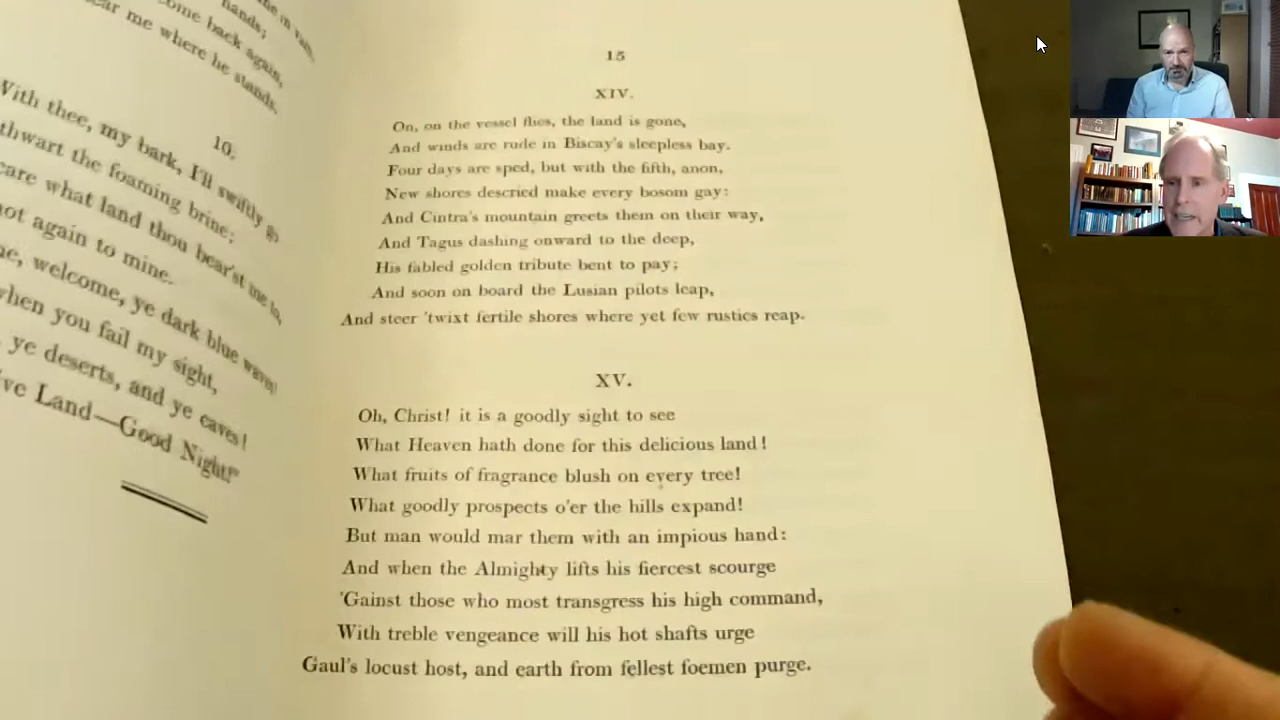 hands;
come back again,
me where he stands.
10.
With thee, my bark, I'll swiftly go
thwart the foaming brine;
care what land thou bear'st me to,
not again to mine.
welcome, ye dark blue waves!
when you fail my sight,
ye deserts, and ye caves!
Land—Good Night!"
15
XIV.
On, on the vessel flies, the land is gone,
And winds are rude in Biscay's sleepless bay.
Four days are sped, but with the fifth, anon,
New shores descried make every bosom gay:
And Cintra's mountain greets them on their way,
And Tagus dashing onward to the deep,
His fabled golden tribute bent to pay;
And soon on board the Lusian pilots leap,
And steer 'twixt fertile shores where yet few rustics reap.
XV.
Oh, Christ! it is a goodly sight to see
What Heaven hath done for this delicious land!
What fruits of fragrance blush on every tree!
What goodly prospects o'er the hills expand!
But man would mar them with an impious hand:
And when the Almighty lifts his fiercest scourge
'Gainst those who most transgress his high command,
With treble vengeance will his hot shafts urge
Gaul's locust host, and earth from fellest foemen purge.